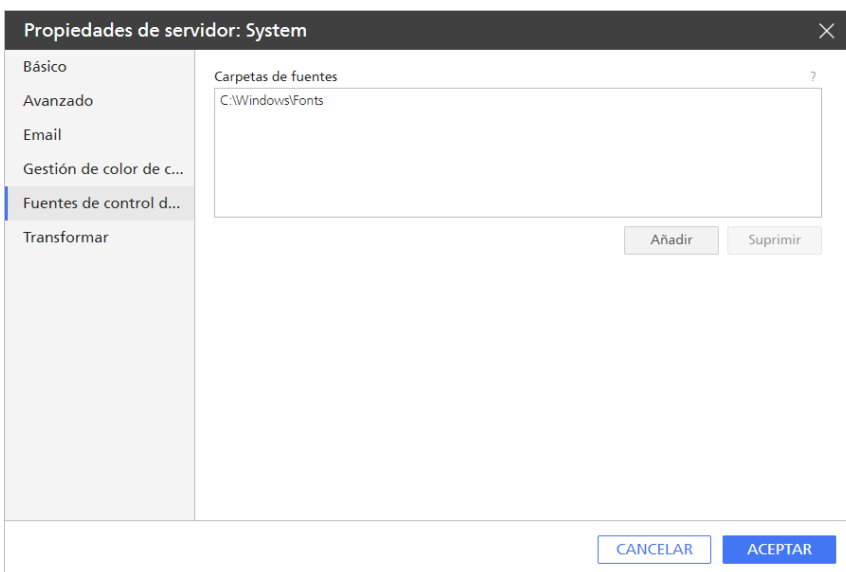 Propiedades de servidor: System
Básico
Avanzado
Email
Gestión de color de c...
Fuentes de control d...
Transformar
Carpetas de fuentes
?
C:\Windows\Fonts
Añadir
Suprimir
CANCELAR
ACEPTAR